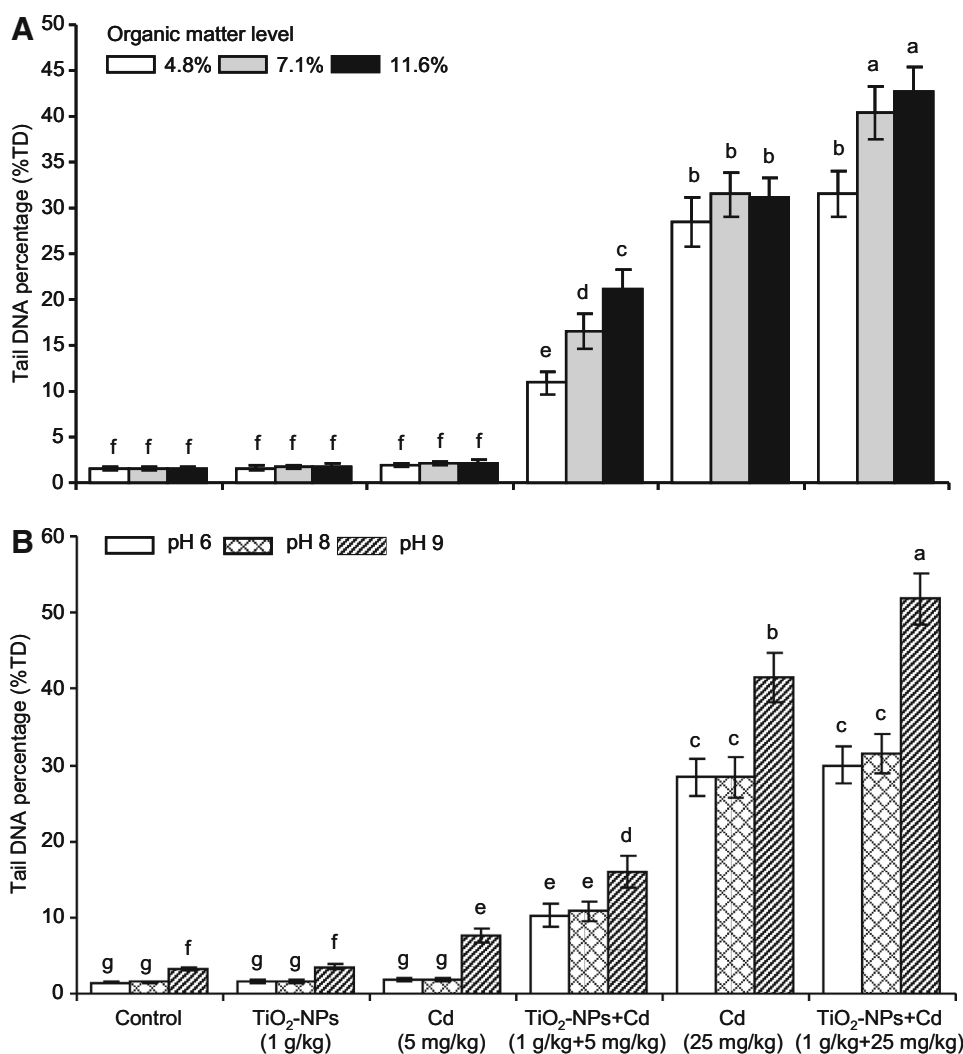 A
Organic matter level
4.8% 7.1% 11.6%
Tail DNA percentage (%TD)
50
45
40
35
30
25
20
15
10
5
0
f f f f f f f f f e d c b b b b a a
B
pH 6 pH 8 pH 9
Tail DNA percentage (%TD)
60
50
40
30
20
10
0
g g f g g f g g e e e d c c b c c a
Control TiO₂-NPs Cd TiO₂-NPs+Cd Cd TiO₂-NPs+Cd
(1 g/kg) (5 mg/kg) (1 g/kg+5 mg/kg) (25 mg/kg) (1 g/kg+25 mg/kg)